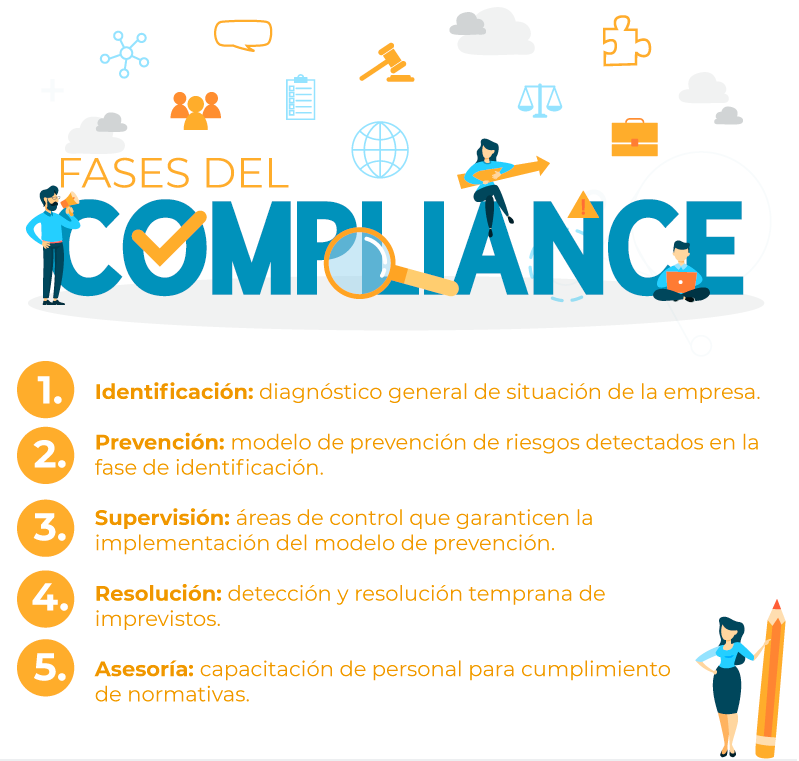 FASES DEL
COMPLIANCE
1. Identificación: diagnóstico general de situación de la empresa.
2. Prevención: modelo de prevención de riesgos detectados en la
fase de identificación.
3. Supervisión: áreas de control que garanticen la
implementación del modelo de prevención.
4. Resolución: detección y resolución temprana de
imprevistos.
5. Asesoría: capacitación de personal para cumplimiento
de normativas.